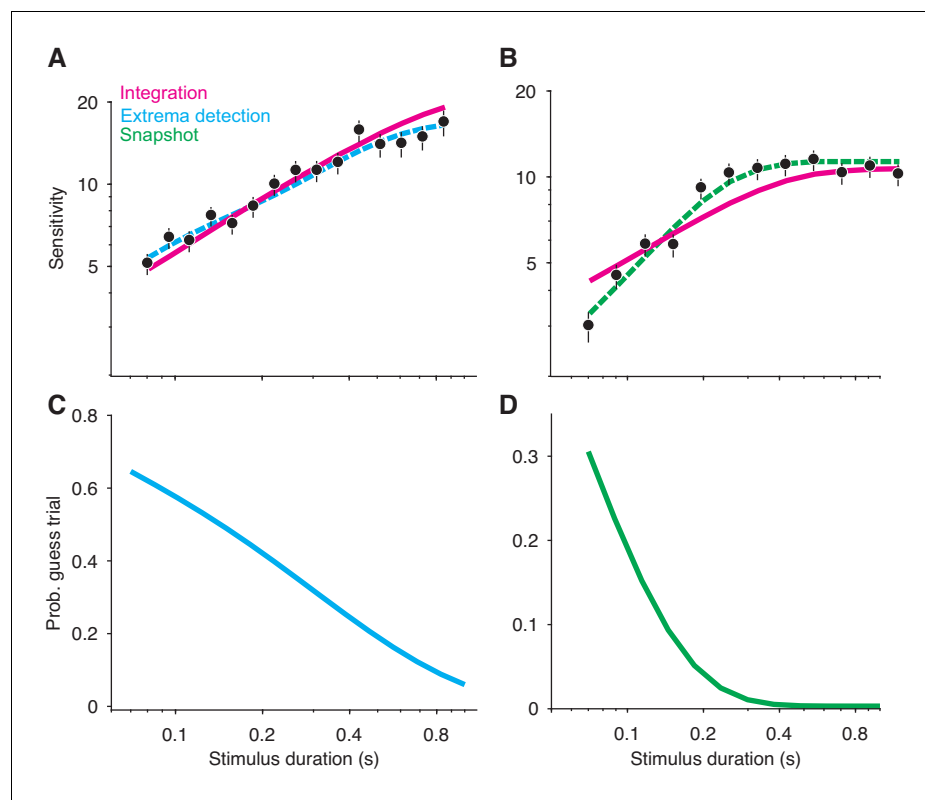 A
B
Integration
Extrema detection
Snapshot
20
10
5
Sensitivity
20
10
5
C
D
0.8
0.6
0.4
0.2
0
Prob. guess trial
0.3
0.2
0.1
0
0.1 0.2 0.4 0.8
0.1 0.2 0.4 0.8
Stimulus duration (s)
Stimulus duration (s)